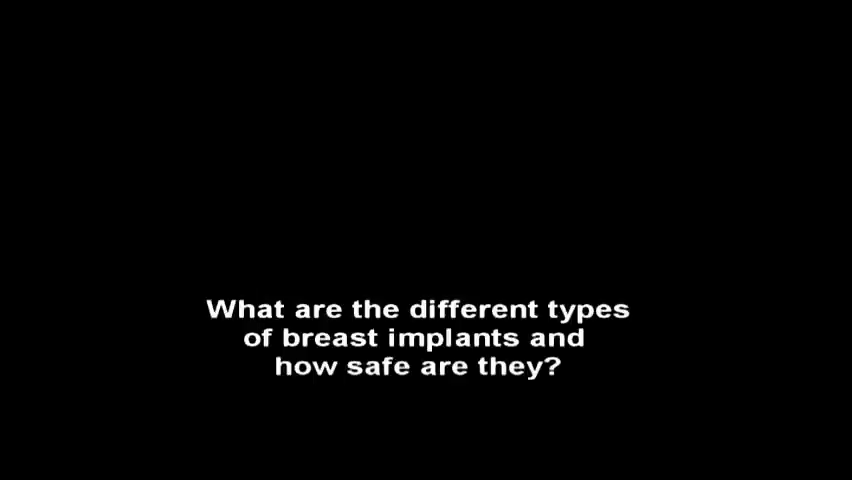 What are the different types
of breast implants and
how safe are they?